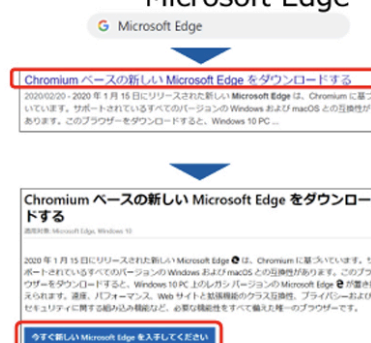 Microsoft Edge
Microsoft Edge
Chromium ベースの新しい Microsoft Edge をダウンロードする
2020/02/20 - 2020 年 1 月 15 日にリリースされた新しい Microsoft Edge は、Chromium に基づ
いています。サポートされているすべてのバージョンの Windows および macOS との互換性が
あります。このブラウザーをダウンロードすると、Windows 10 PC ...
Chromium ベースの新しい Microsoft Edge をダウンロー
ドする
適用対象: Microsoft Edge, Windows 10
2020 年 1 月 15 日にリリースされた新しい Microsoft Edge は、Chromium に基づいています。サ
ポートされているすべてのバージョンの Windows および macOS との互換性があります。このブラ
ウザーをダウンロードすると、Windows 10 PC 上のレガシ バージョンの Microsoft Edge が置き
えられます。速度、パフォーマンス、Web サイトと拡張機能のクラス互換性、プライバシーおよび
セキュリティに関する組み込み機能など、必要な機能性をすべて備えた唯一のブラウザーです。
今すぐ新しい Microsoft Edge を入手してください